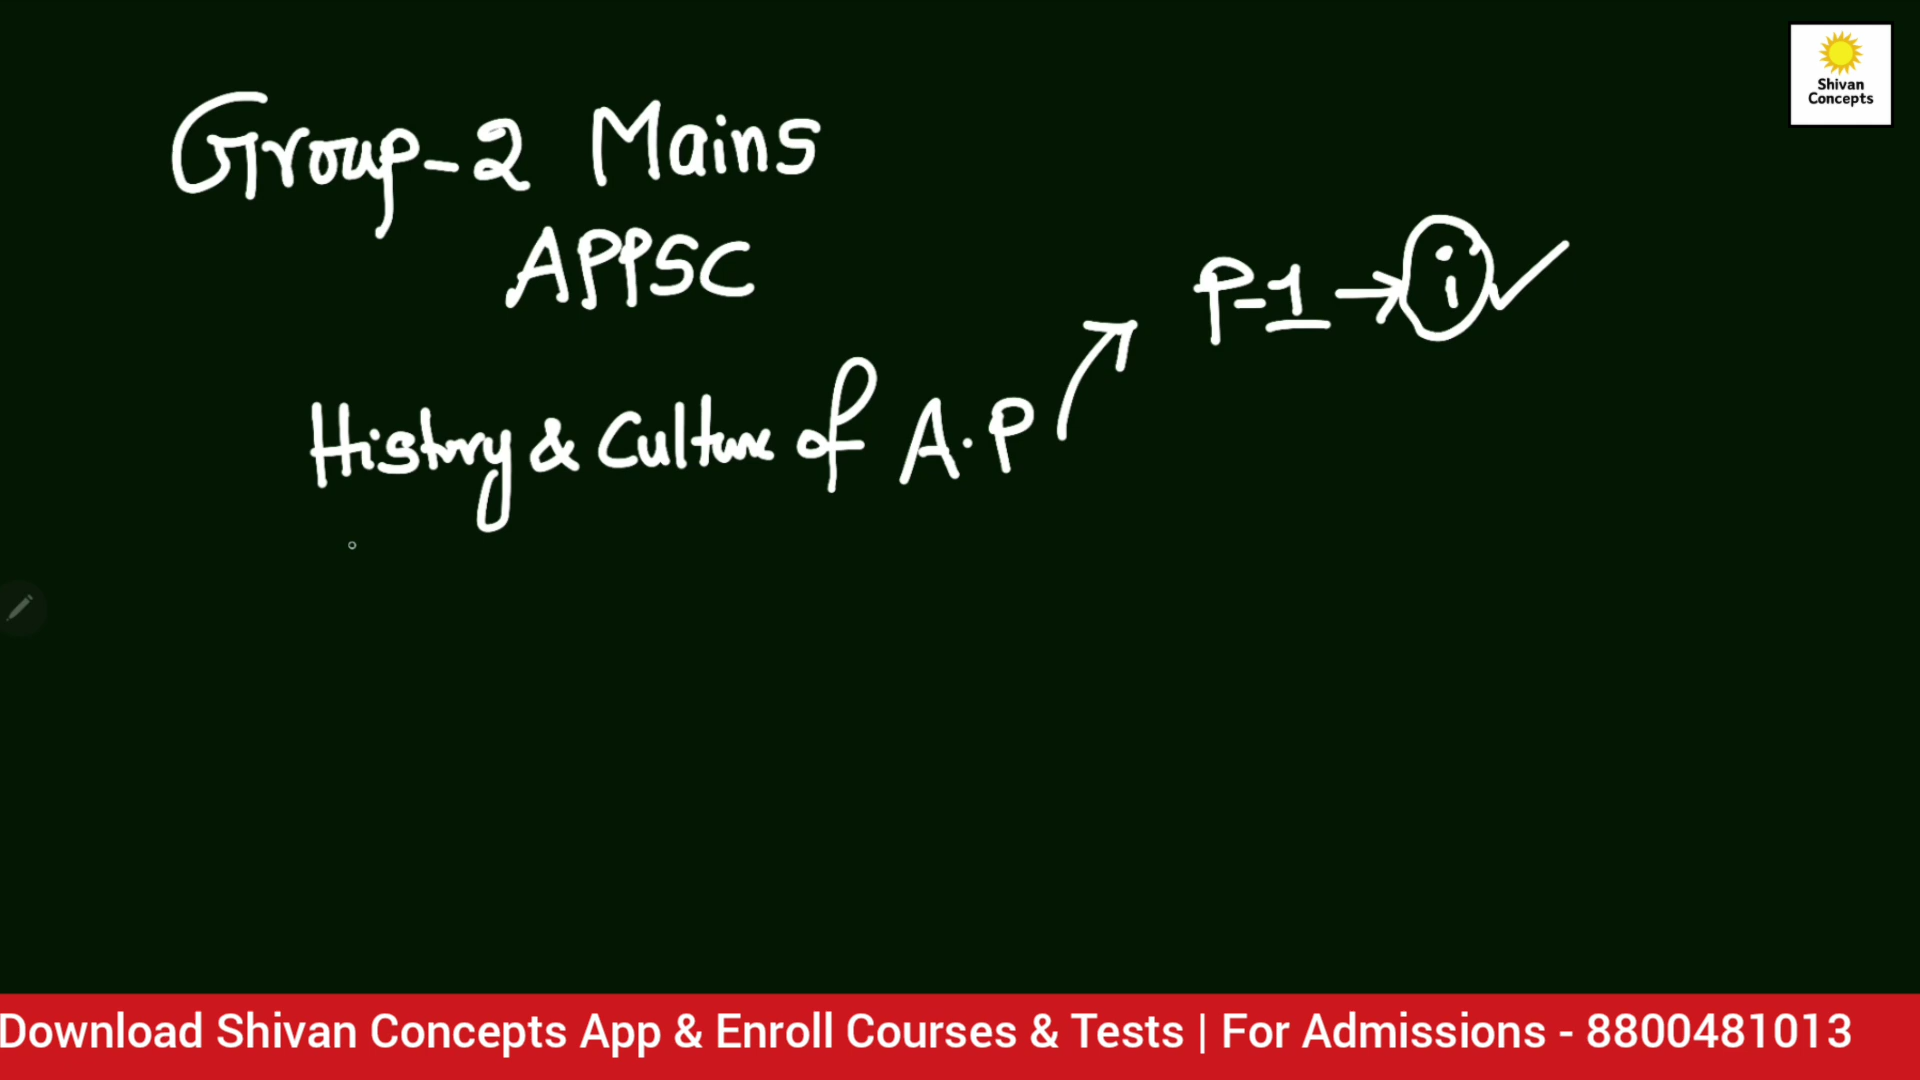 Shivan
Concepts
Group-2 Mains
APPSC
P-1 → i
History & Culture of A.P
Download Shivan Concepts App & Enroll Courses & Tests | For Admissions - 8800481013